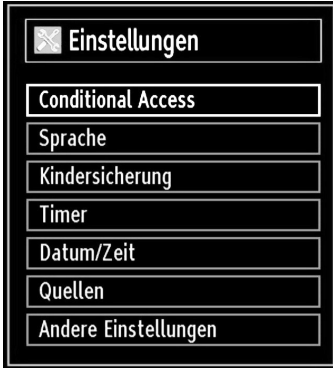 Einstellungen
Conditional Access
Sprache
Kindersicherung
Timer
Datum/Zeit
Quellen
Andere Einstellungen